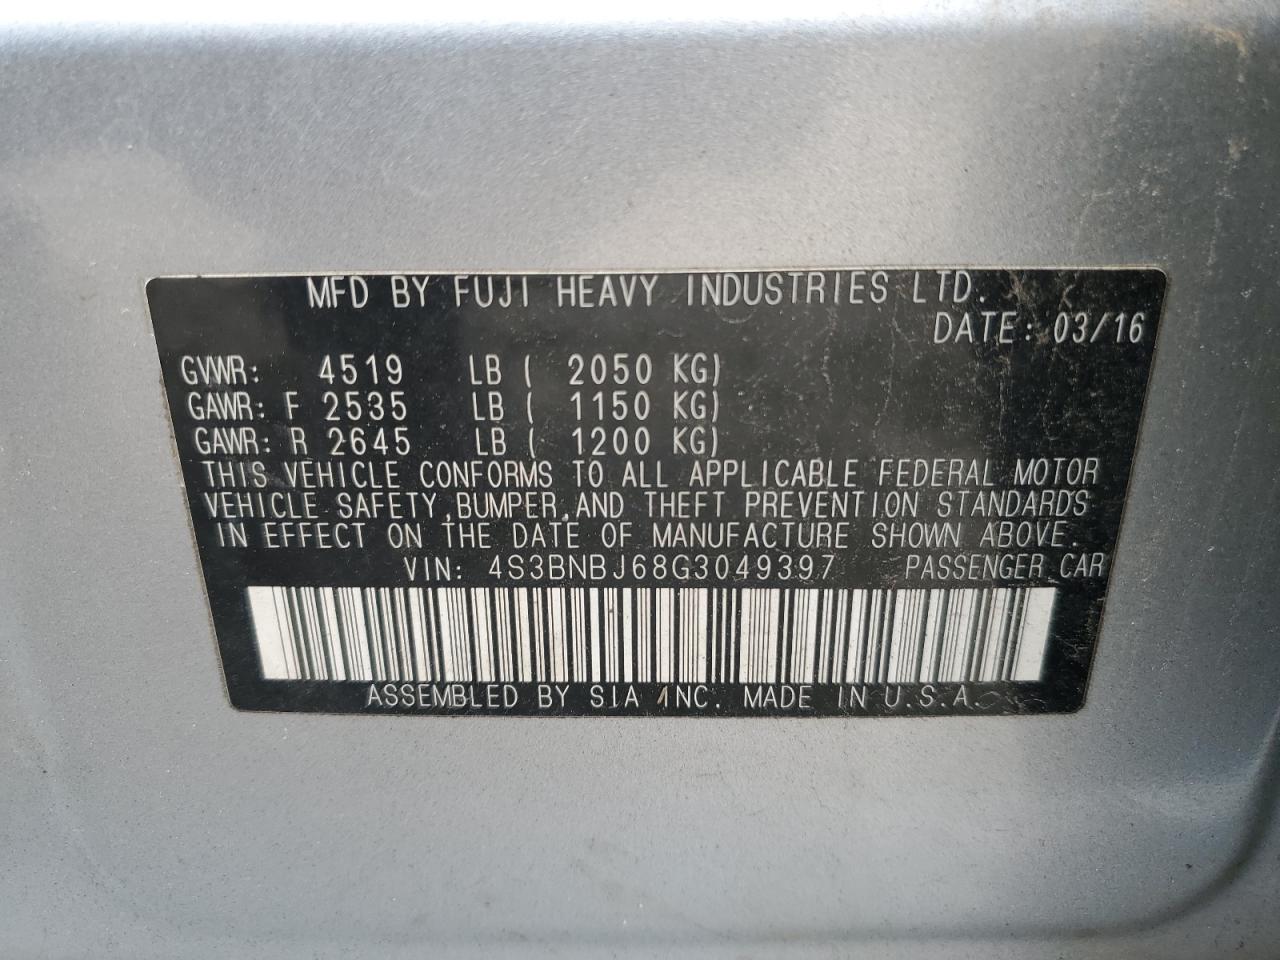 MFD BY FUJI HEAVY INDUSTRIES LTD.
DATE: 03/16
GVWR: 4519 LB ( 2050 KG)
GAWR: F 2535 LB ( 1150 KG)
GAWR: R 2645 LB ( 1200 KG)
THIS VEHICLE CONFORMS TO ALL APPLICABLE FEDERAL MOTOR
VEHICLE SAFETY,BUMPER,AND THEFT PREVENTION STANDARDS
IN EFFECT ON THE DATE OF MANUFACTURE SHOWN ABOVE.
VIN: 4S3BNBJ68G3049397 PASSENGER CAR
ASSEMBLED BY SIA INC. MADE IN U.S.A.